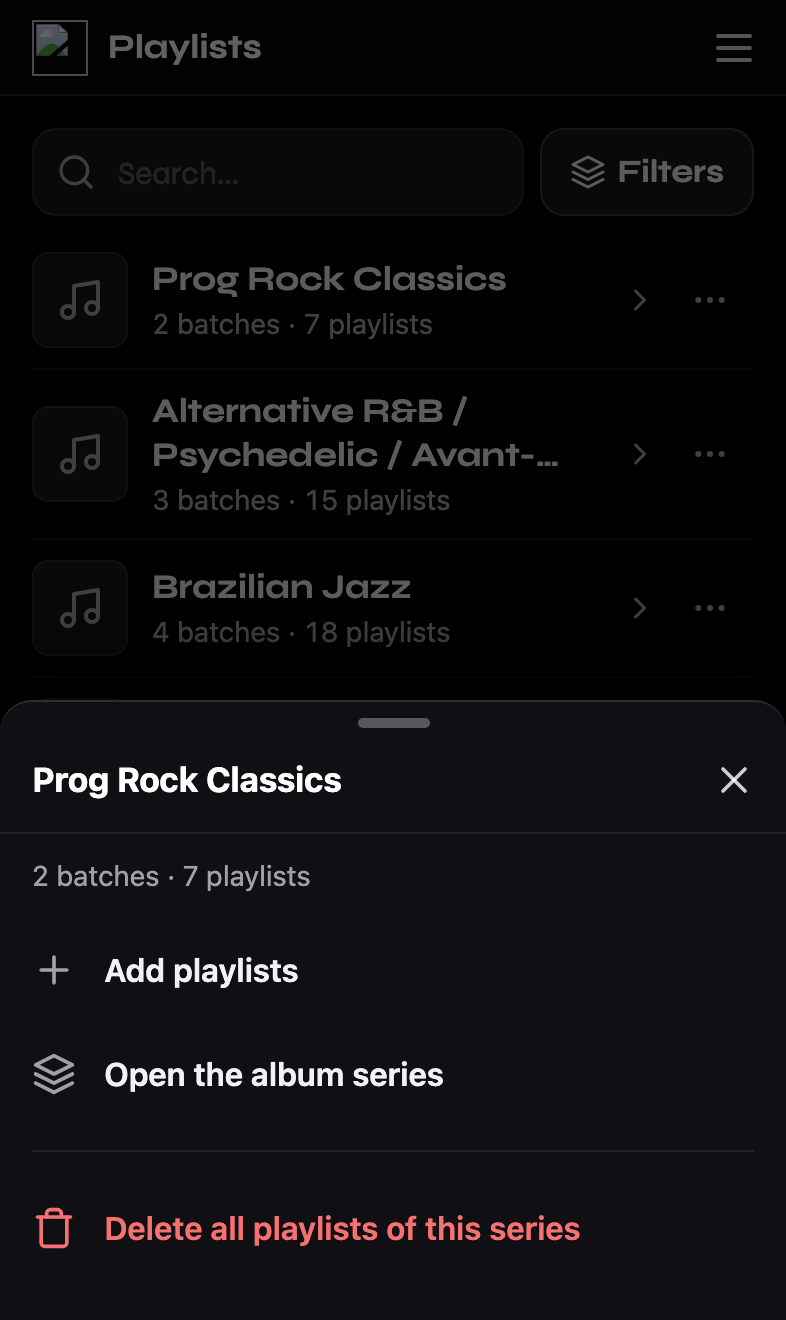 Playlists
Search...
Filters
Prog Rock Classics
2 batches · 7 playlists
Alternative R&B /
Psychedelic / Avant-...
3 batches · 15 playlists
Brazilian Jazz
4 batches · 18 playlists
Prog Rock Classics
2 batches · 7 playlists
Add playlists
Open the album series
Delete all playlists of this series